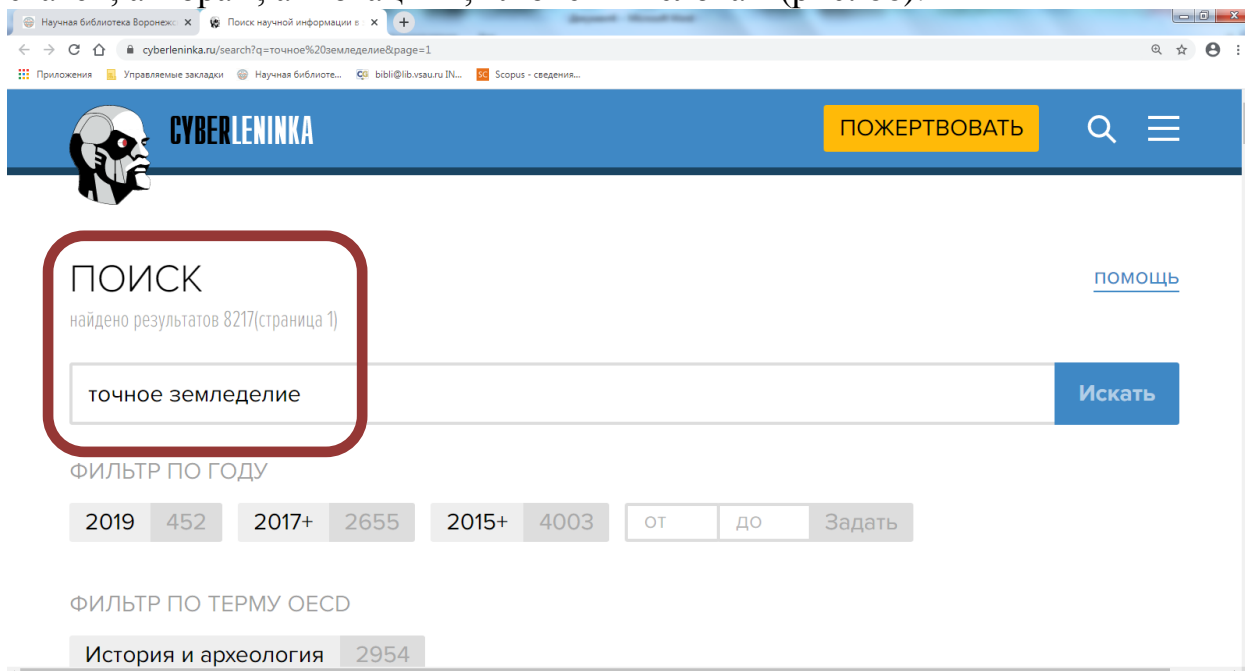 Научная библиотека Воронежс
Поиск научной информации в
cyberleninka.ru/search?q=точное%20земледелие&page=1
Приложения Управляемые закладки Научная библиоте... bibli@lib.vsau.ru IN... SC Scopus - сведения...
CYBERLENINKA
ПОЖЕРТВОВАТЬ
ПОИСК
помощь
найдено результатов 8217(страница 1)
точное земледелие
Искать
ФИЛЬТР ПО ГОДУ
2019 452 2017+ 2655 2015+ 4003 от до Задать
ФИЛЬТР ПО ТЕРМУ OECD
История и археология 2954